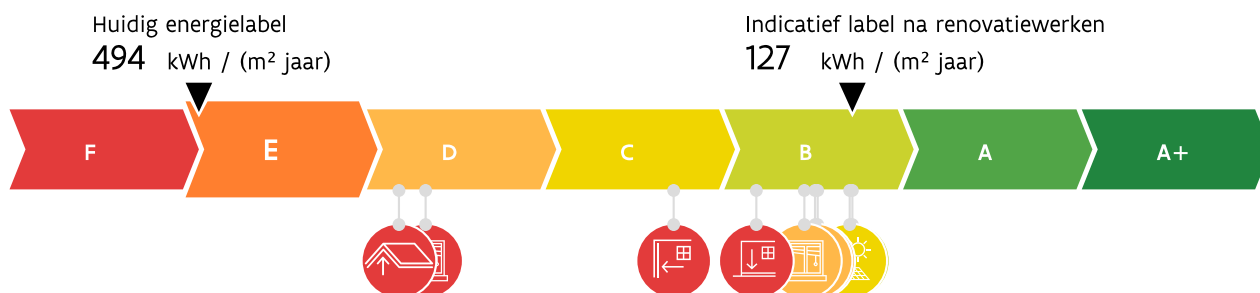 Huidig energielabel
494 kWh / (m² jaar)
Indicatief label na renovatiewerken
127 kWh / (m² jaar)
F E D C B A A+